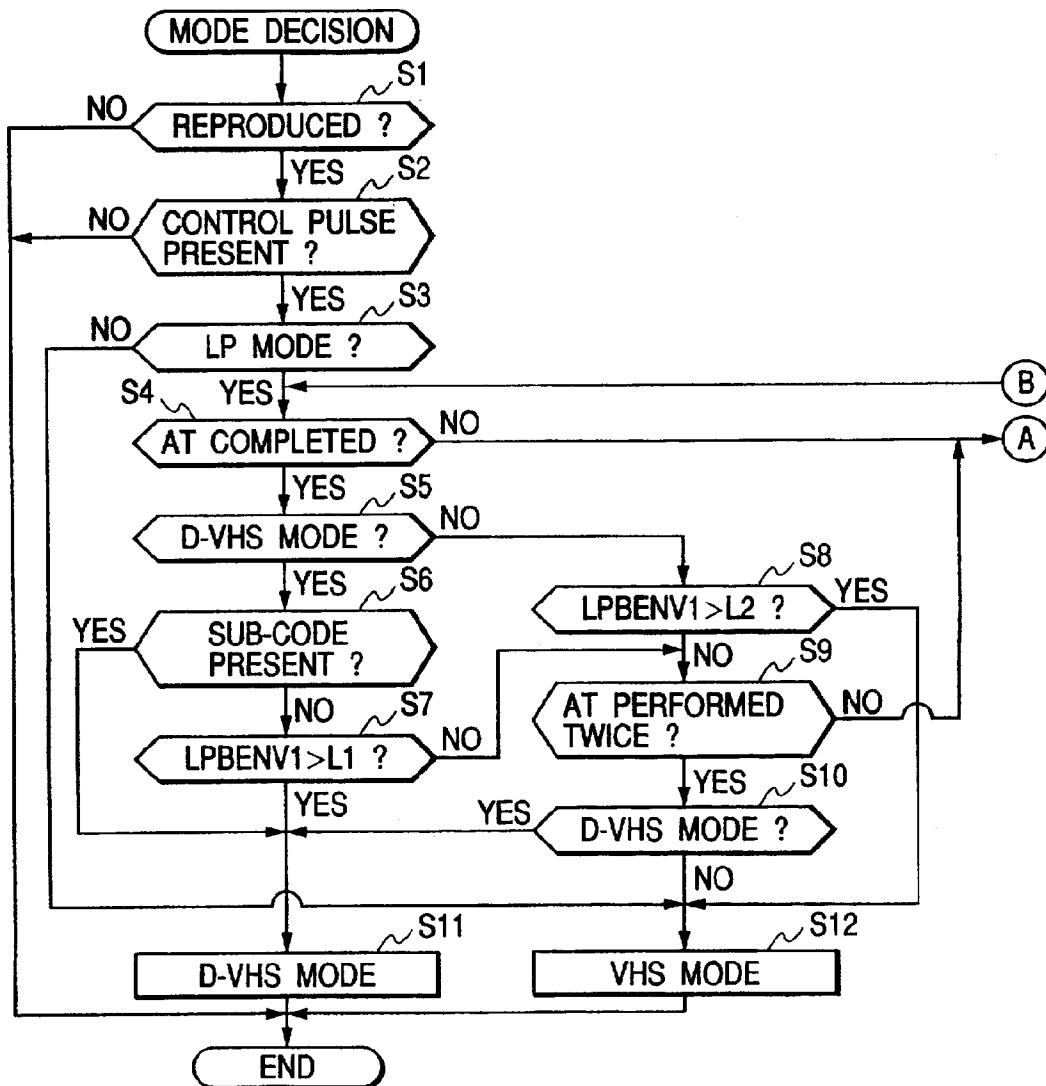 MODE DECISION
S1
NO
REPRODUCED ?
YES
S2
NO
CONTROL PULSE
PRESENT ?
YES
S3
NO
LP MODE ?
S4
YES
B
AT COMPLETED ?
NO
A
YES
S5
D-VHS MODE ?
NO
YES
S6
S8
LPBENV1>L2 ?
YES
YES
SUB-CODE
PRESENT ?
NO
S9
NO
S7
AT PERFORMED
TWICE ?
NO
LPBENV1>L1 ?
NO
YES
S10
YES
YES
D-VHS MODE ?
NO
S11
S12
D-VHS MODE
VHS MODE
END